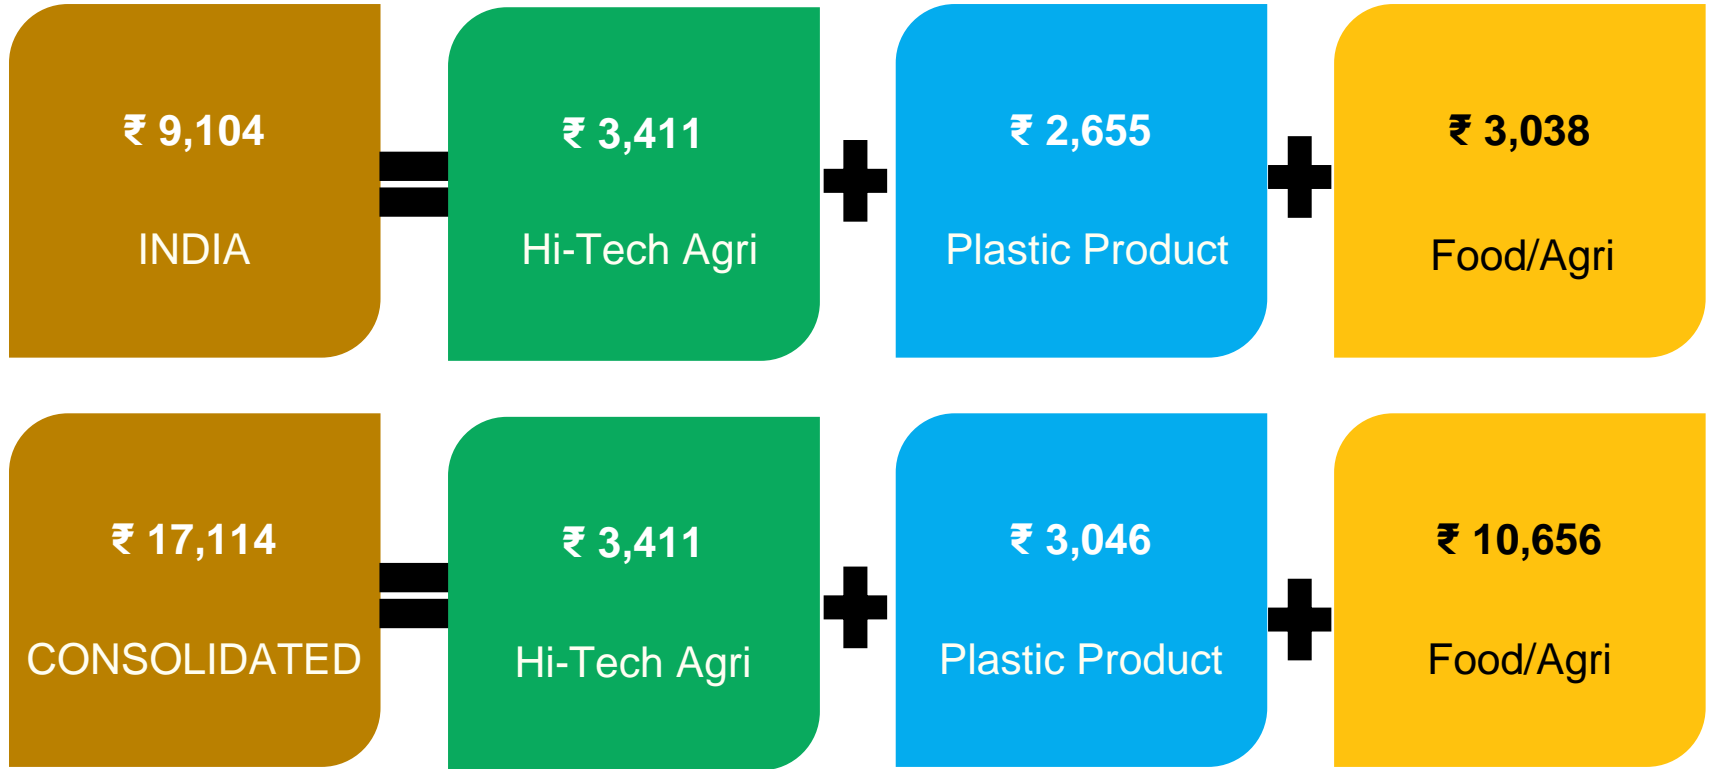 ₹ 9,104
INDIA
₹ 3,411
Hi-Tech Agri
₹ 2,655
Plastic Product
₹ 3,038
Food/Agri
₹ 17,114
CONSOLIDATED
₹ 3,411
Hi-Tech Agri
₹ 3,046
Plastic Product
₹ 10,656
Food/Agri